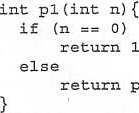 int p1(int n){
if (n == 0)
return 1
else
return p
}